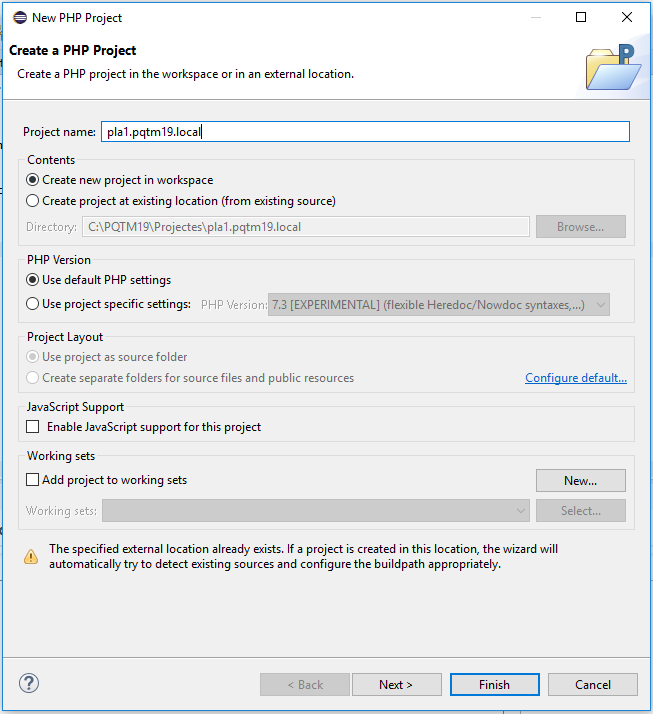 New PHP Project
Create a PHP Project
Create a PHP project in the workspace or in an external location.
P
Project name: pla1.pqtm19.local
Contents
Create new project in workspace
Create project at existing location (from existing source)
Directory: C:\PQTM19\Projectes\pla1.pqtm19.local Browse...
PHP Version
Use default PHP settings
Use project specific settings: PHP Version: 7.3 [EXPERIMENTAL] (flexible Heredoc/Nowdoc syntaxes,...)
Project Layout
Use project as source folder
Create separate folders for source files and public resources Configure default...
JavaScript Support
Enable JavaScript support for this project
Working sets
Add project to working sets New...
Working sets: Select...
The specified external location already exists. If a project is created in this location, the wizard will
automatically try to detect existing sources and configure the buildpath appropriately.
? < Back Next > Finish Cancel